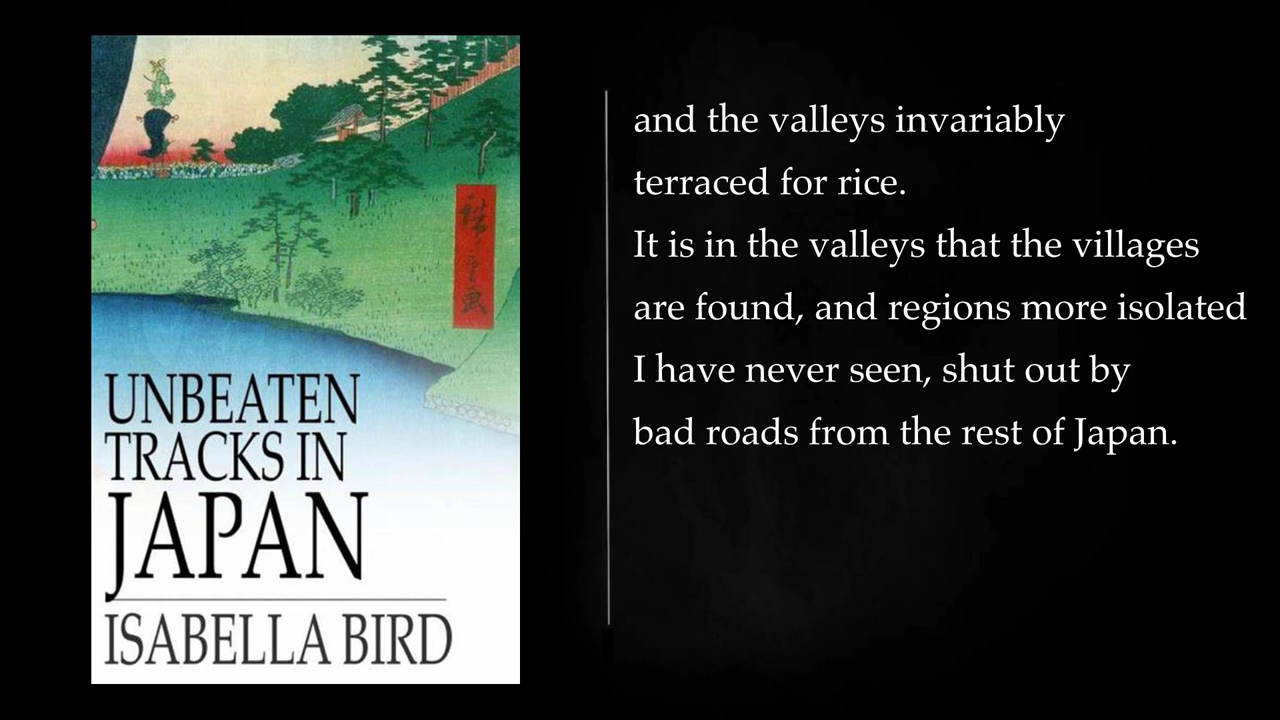 UNBEATEN
TRACKS IN
JAPAN
ISABELLA BIRD
and the valleys invariably
terraced for rice.
It is in the valleys that the villages
are found, and regions more isolated
I have never seen, shut out by
bad roads from the rest of Japan.